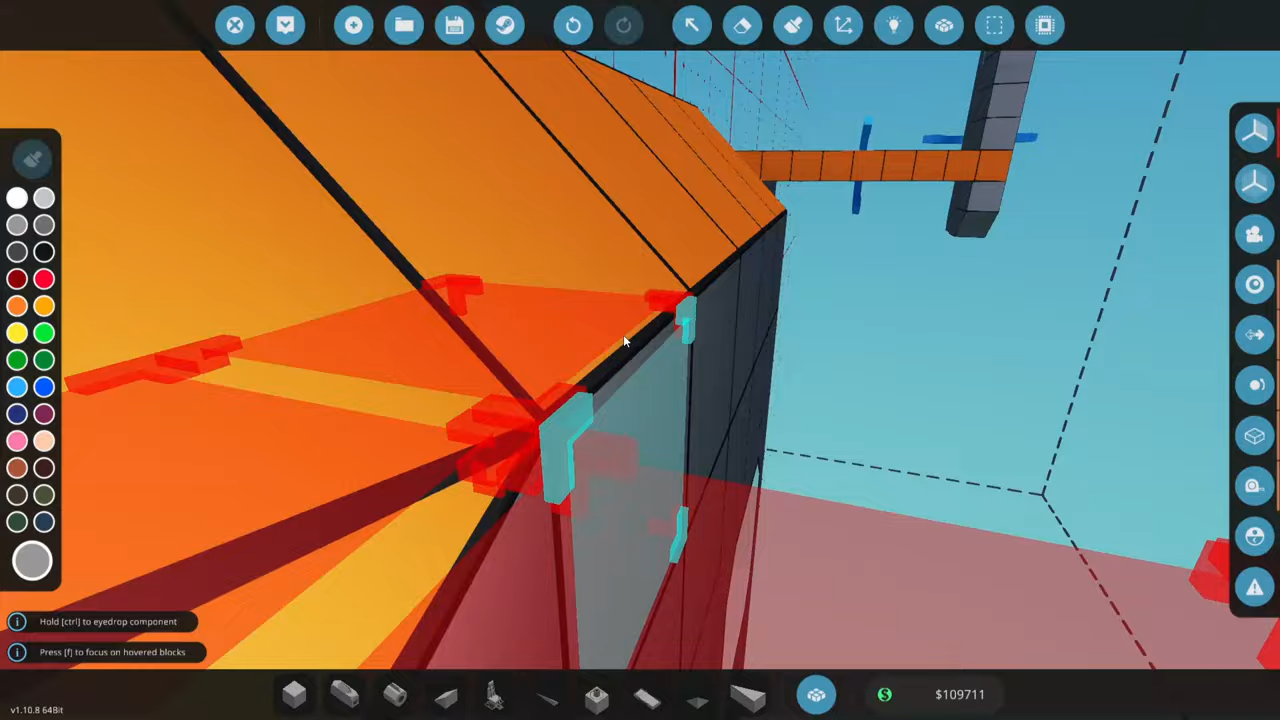 Hold [ctrl] to eyedrop component
Press [f] to focus on hovered blocks
$109711
v1.10.8 64Bit